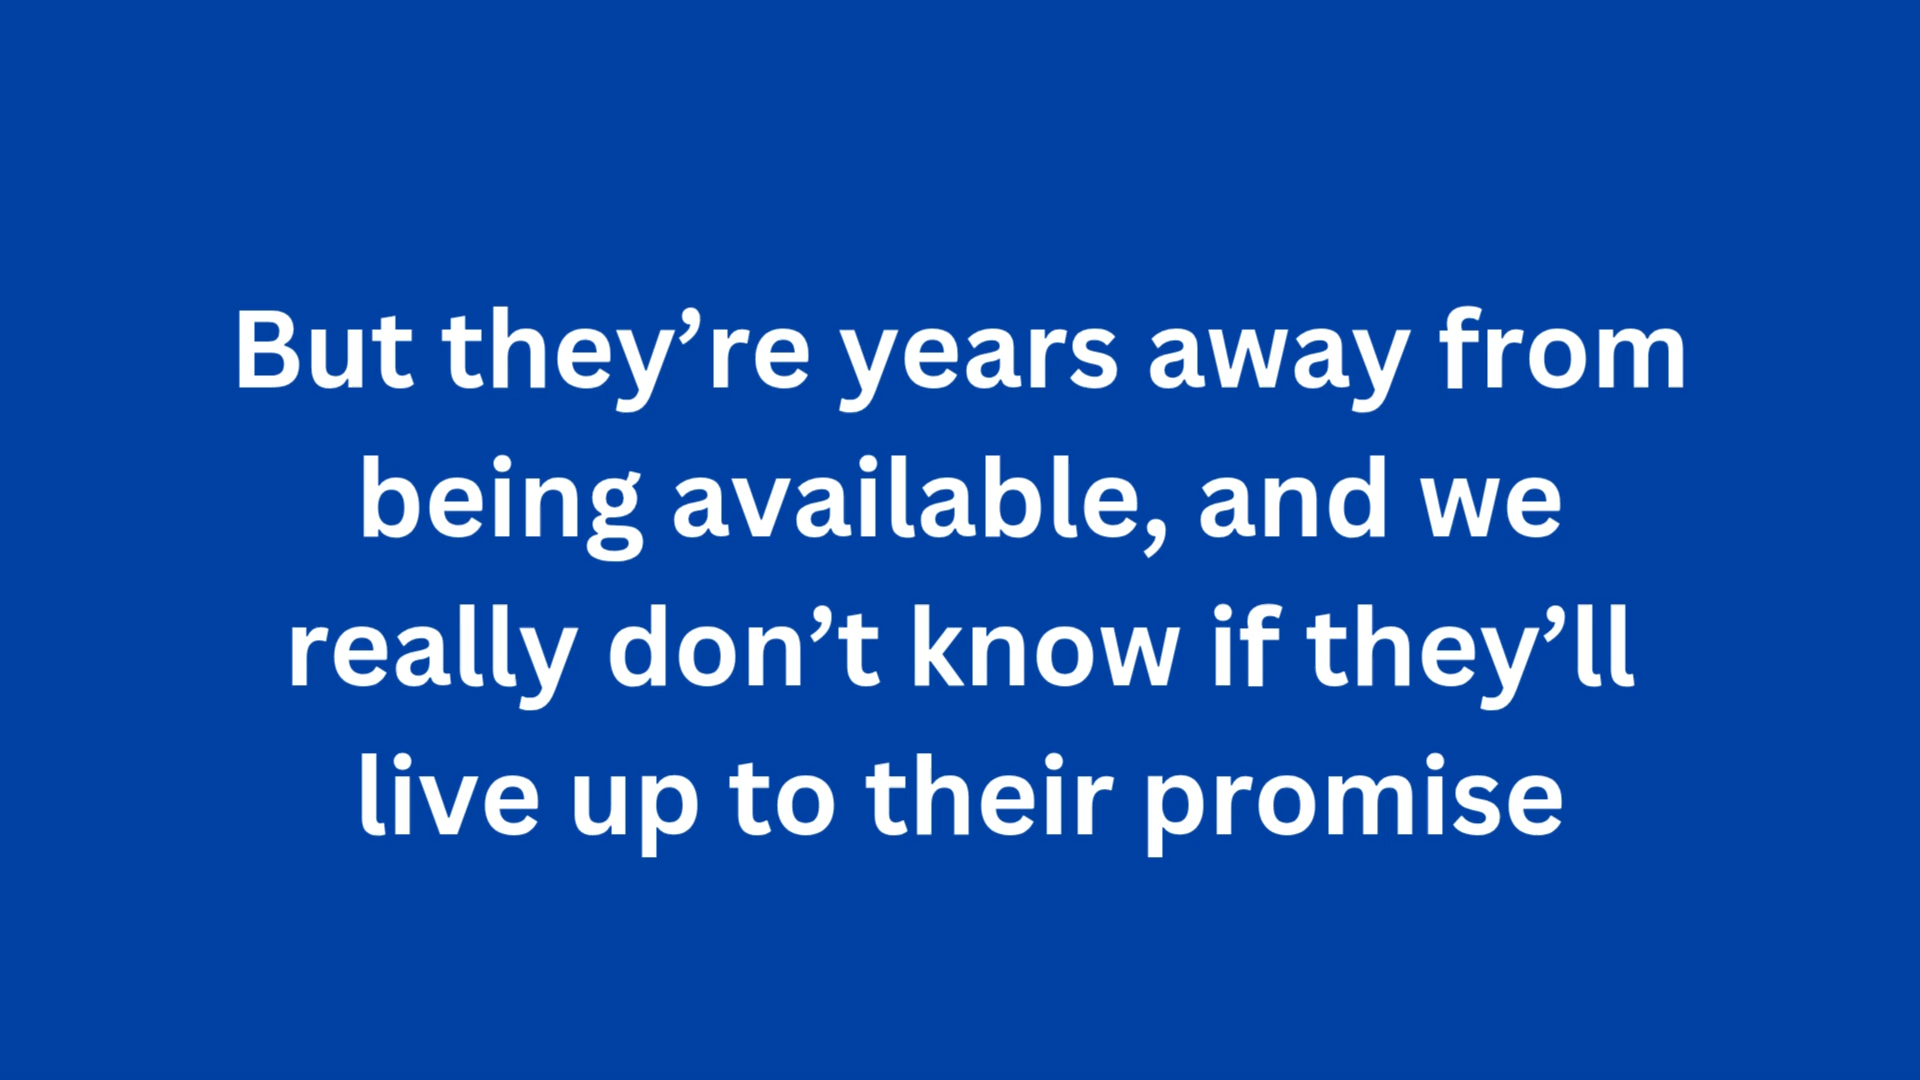 But they’re years away from
being available, and we
really don’t know if they’ll
live up to their promise